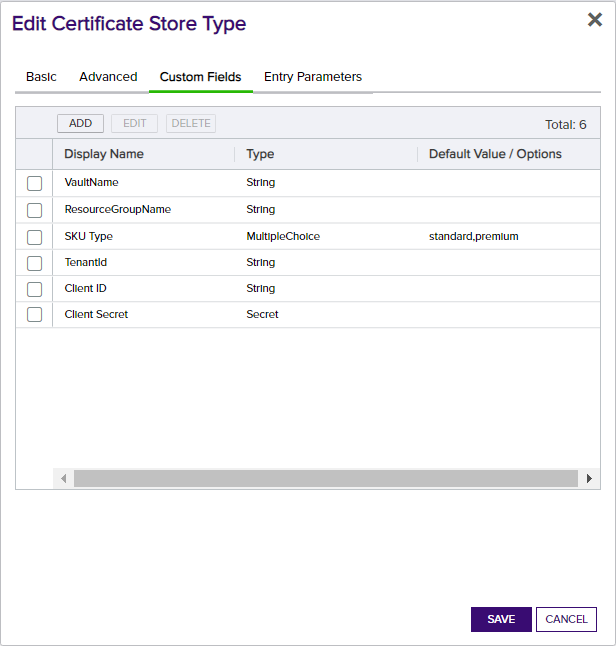 Edit Certificate Store Type
Basic Advanced Custom Fields Entry Parameters
ADD EDIT DELETE Total: 6
Display Name Type Default Value / Options
VaultName String
ResourceGroupName String
SKU Type MultipleChoice standard,premium
TenantId String
Client ID String
Client Secret Secret
SAVE CANCEL